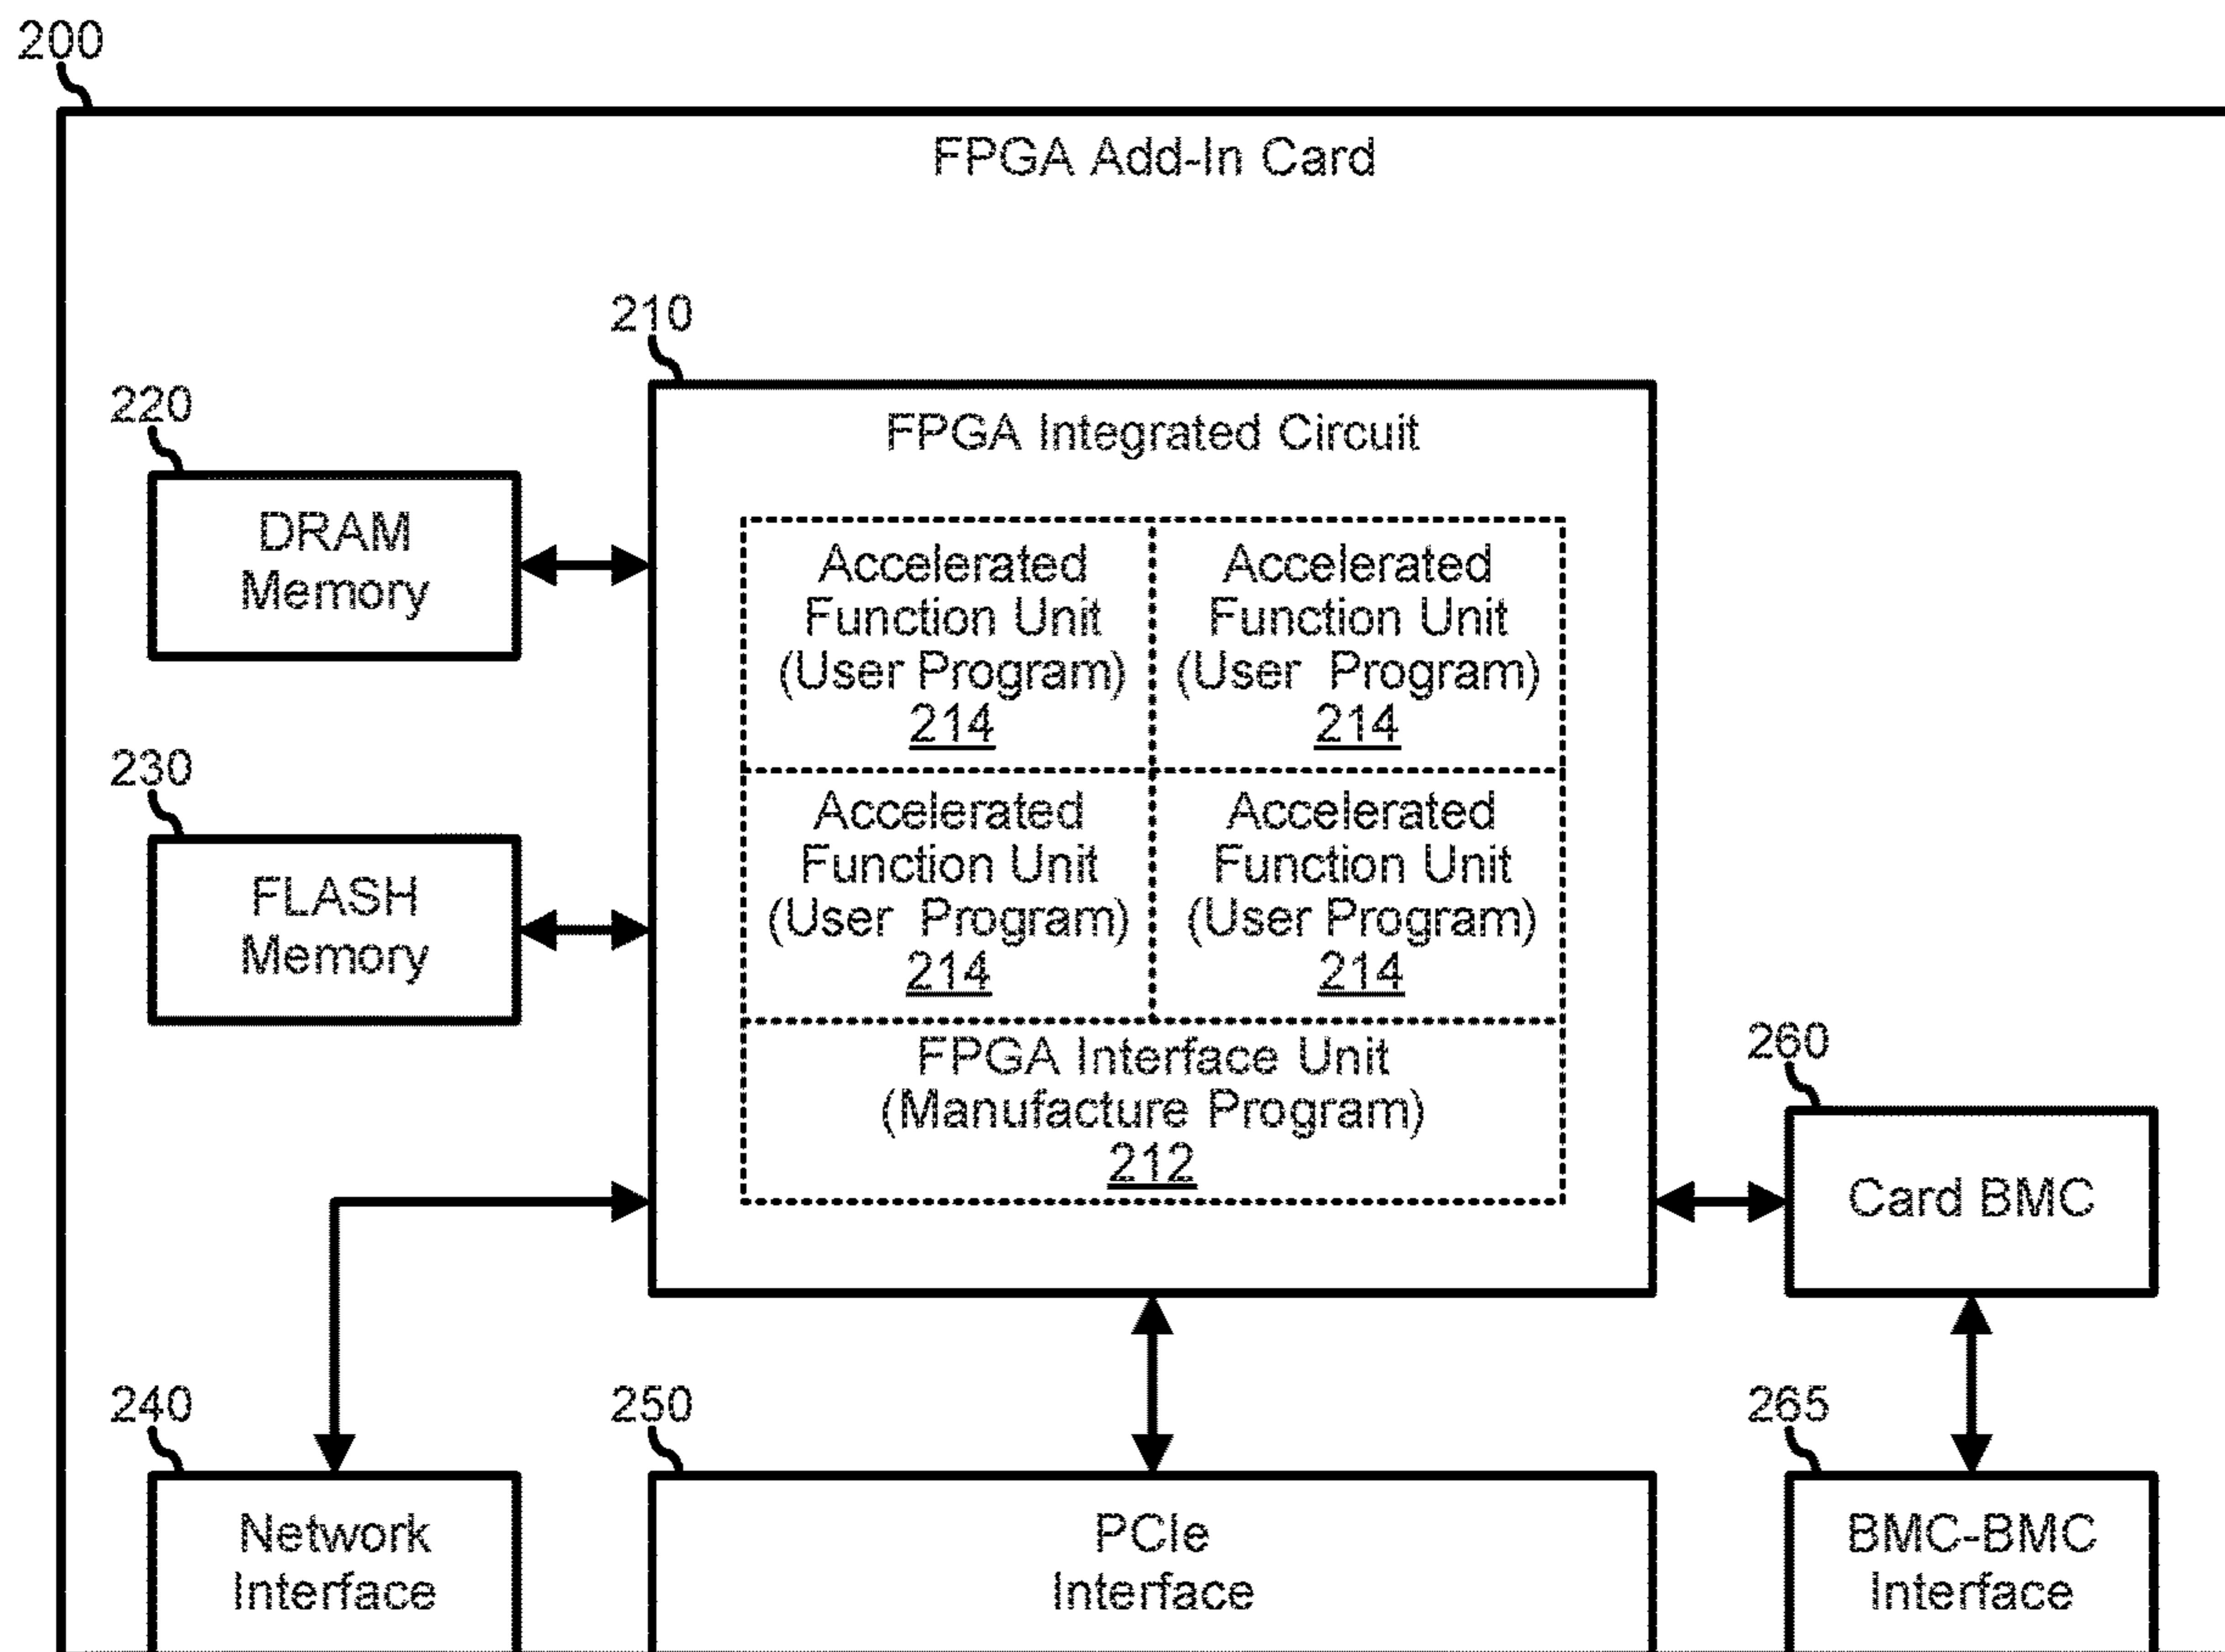 200
FPGA Add-In Card
210
FPGA Integrated Circuit
220
DRAM
Memory
230
FLASH
Memory
Accelerated
Function Unit
(User Program)
214
Accelerated
Function Unit
(User Program)
214
Accelerated
Function Unit
(User Program)
214
Accelerated
Function Unit
(User Program)
214
FPGA Interface Unit
(Manufacture Program)
212
260
Card BMC
240
Network
Interface
250
PCIe
Interface
265
BMC-BMC
Interface